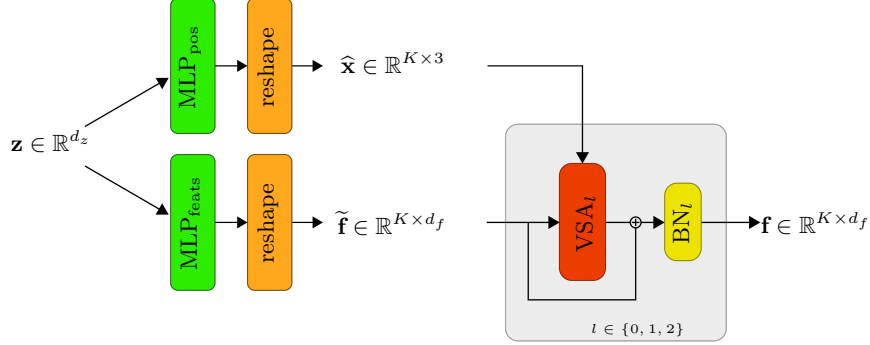 MLP_pos
reshape
x̂ ∈ ℝ^{K×3}
z ∈ ℝ^{d_z}
MLP_feats
reshape
f̃ ∈ ℝ^{K×d_f}
VSA_l
BN_l
f ∈ ℝ^{K×d_f}
l ∈ {0, 1, 2}